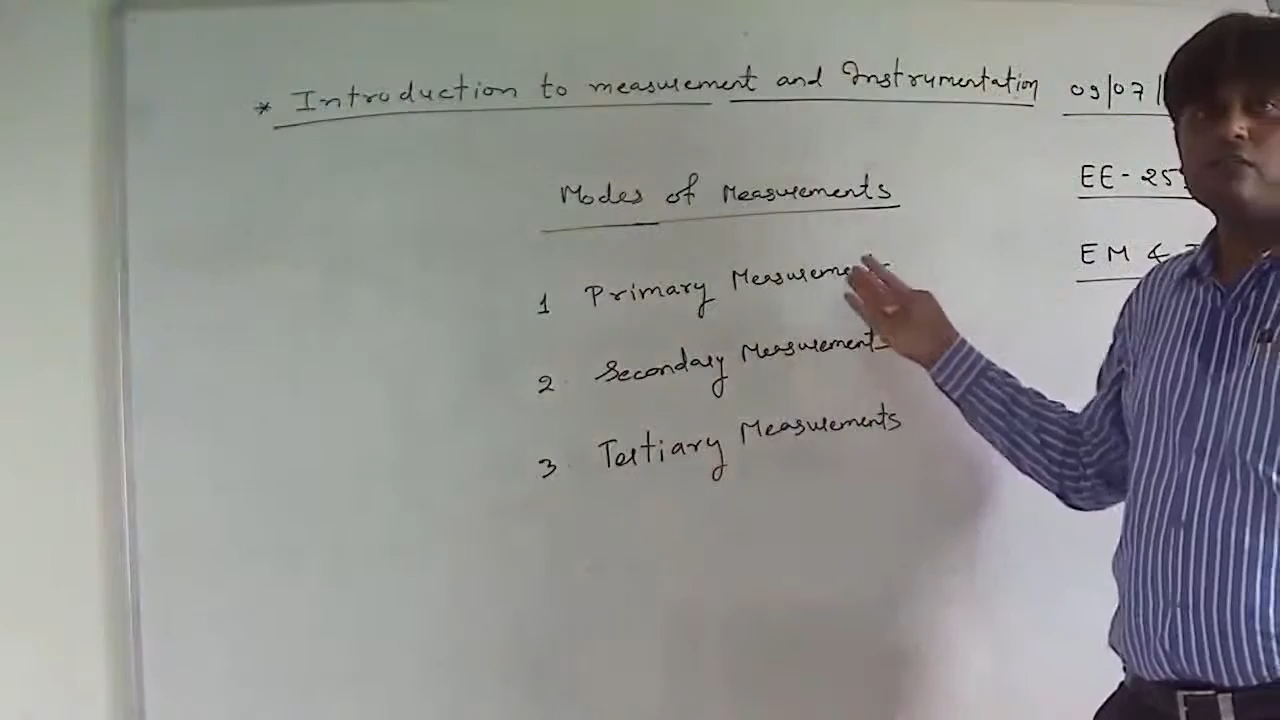 * Introduction to measurement and Instrumentation 09/07/
EE-25
EM &
Modes of Measurements
1 Primary
2. Secondary Measurements
3. Tertiary Measurements